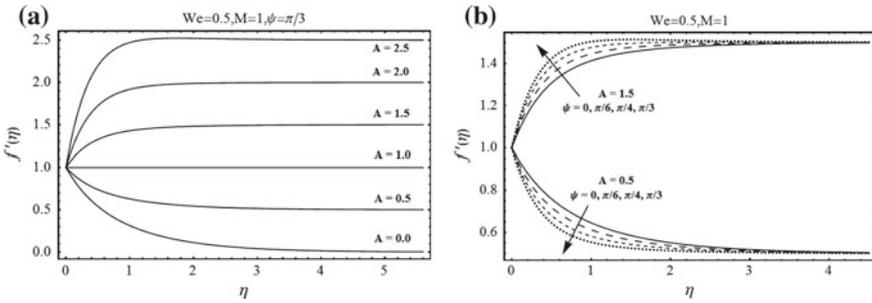 (a)
We=0.5,M=1,ψ=π/3
2.5
2.0
1.5
1.0
0.5
0.0
f'(η)
A = 2.5
A = 2.0
A = 1.5
A = 1.0
A = 0.5
A = 0.0
0 1 2 3 4 5
η
(b)
We=0.5,M=1
1.4
1.2
1.0
0.8
0.6
f'(η)
A = 1.5
ψ = 0, π/6, π/4, π/3
A = 0.5
ψ = 0, π/6, π/4, π/3
0 1 2 3 4
η